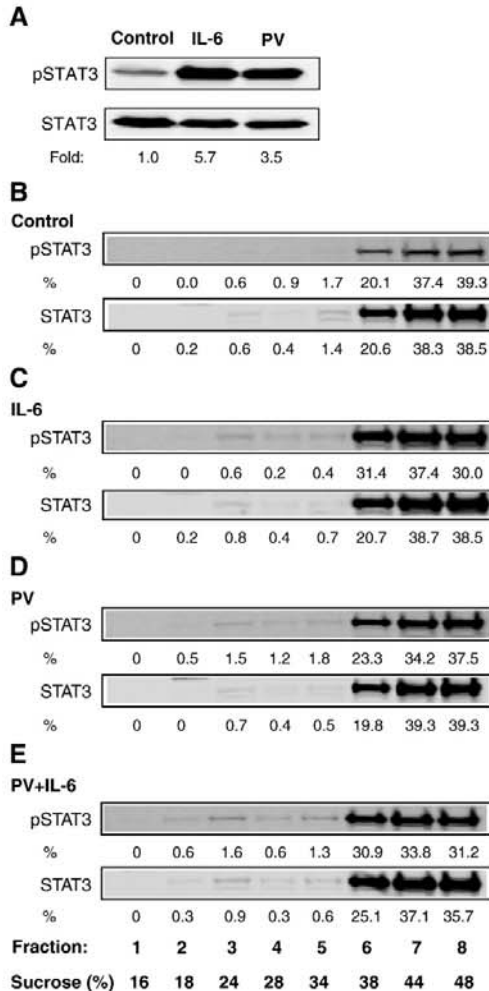 A
Control IL-6 PV
pSTAT3
STAT3
Fold: 1.0 5.7 3.5
B
Control
pSTAT3
% 0 0.0 0.6 0. 9 1.7 20.1 37.4 39.3
STAT3
% 0 0.2 0.6 0.4 1.4 20.6 38.3 38.5
C
IL-6
pSTAT3
% 0 0 0.6 0.2 0.4 31.4 37.4 30.0
STAT3
% 0 0.2 0.8 0.4 0.7 20.7 38.7 38.5
D
PV
pSTAT3
% 0 0.5 1.5 1.2 1.8 23.3 34.2 37.5
STAT3
% 0 0 0.7 0.4 0.5 19.8 39.3 39.3
E
PV+IL-6
pSTAT3
% 0 0.6 1.6 0.6 1.3 30.9 33.8 31.2
STAT3
% 0 0.3 0.9 0.3 0.6 25.1 37.1 35.7
Fraction: 1 2 3 4 5 6 7 8
Sucrose (%) 16 18 24 28 34 38 44 48